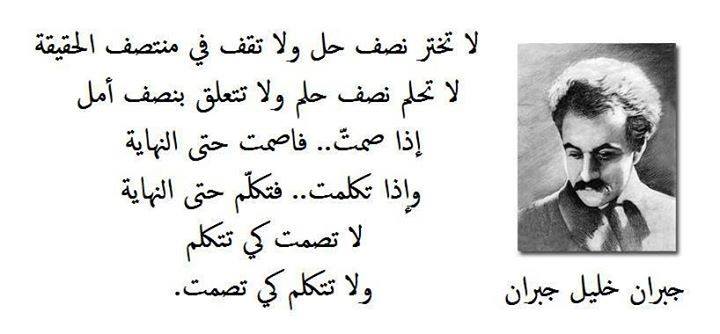 لا تختر نصف حل ولا تقف في منتصف الحقيقة
لا تحلم نصف حلم ولا تتعلق بنصف أمل
إذا صمتّ.. فاصمت حتى النهاية
وإذا تكلمت.. فتكلّم حتى النهاية
لا تصمت كي تتكلم
ولا تتكلم كي تصمت.
جبران خليل جبران